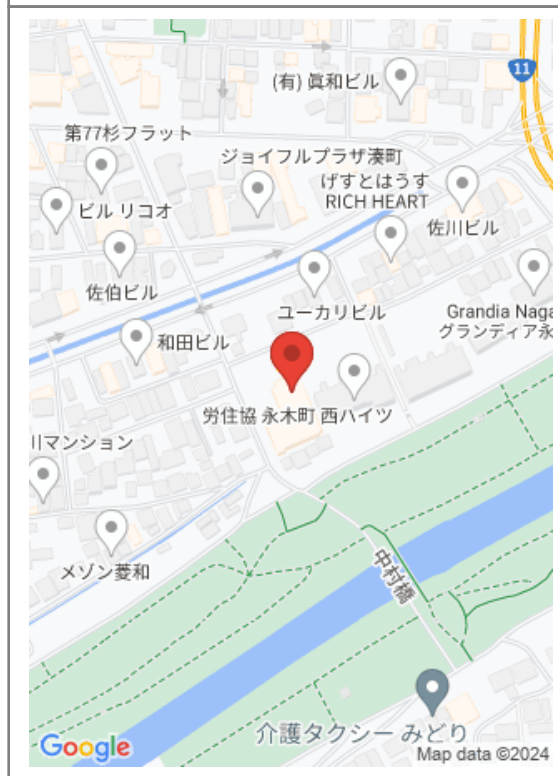 11
(有) 眞和ビル
第77杉フラット
ジョイフルプラザ湊町
げすとはうす
RICH HEART
ビル リコオ
佐川ビル
佐伯ビル
ユーカリビル
Grandia Naga
グランディア永
和田ビル
労住協 永木町 西ハイツ
川マンション
メゾン菱和
中村橋
介護タクシー みどり
Google
Map data ©2024